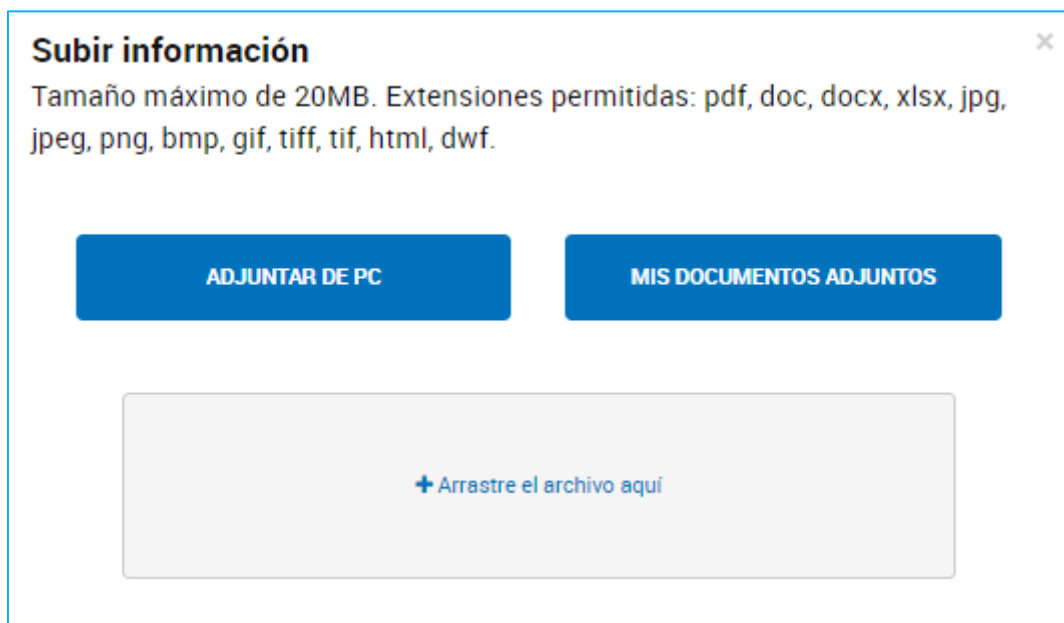 Subir información
×
Tamaño máximo de 20MB. Extensiones permitidas: pdf, doc, docx, xlsx, jpg,
jpeg, png, bmp, gif, tiff, tif, html, dwf.
ADJUNTAR DE PC
MIS DOCUMENTOS ADJUNTOS
+ Arrastre el archivo aquí